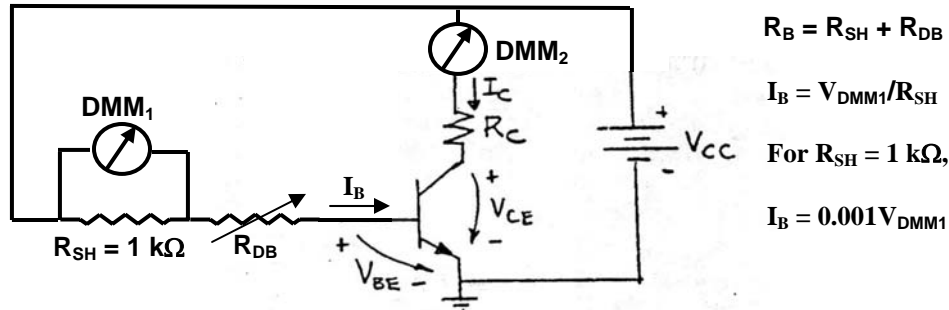 R_B = R_SH + R_DB
DMM₂
I_C
DMM₁
I_B = V_DMM1/R_SH
R_C
+
V_CC
-
For R_SH = 1 kΩ,
I_B
+
V_CE
-
I_B = 0.001V_DMM1
R_SH = 1 kΩ
R_DB
+
V_BE -